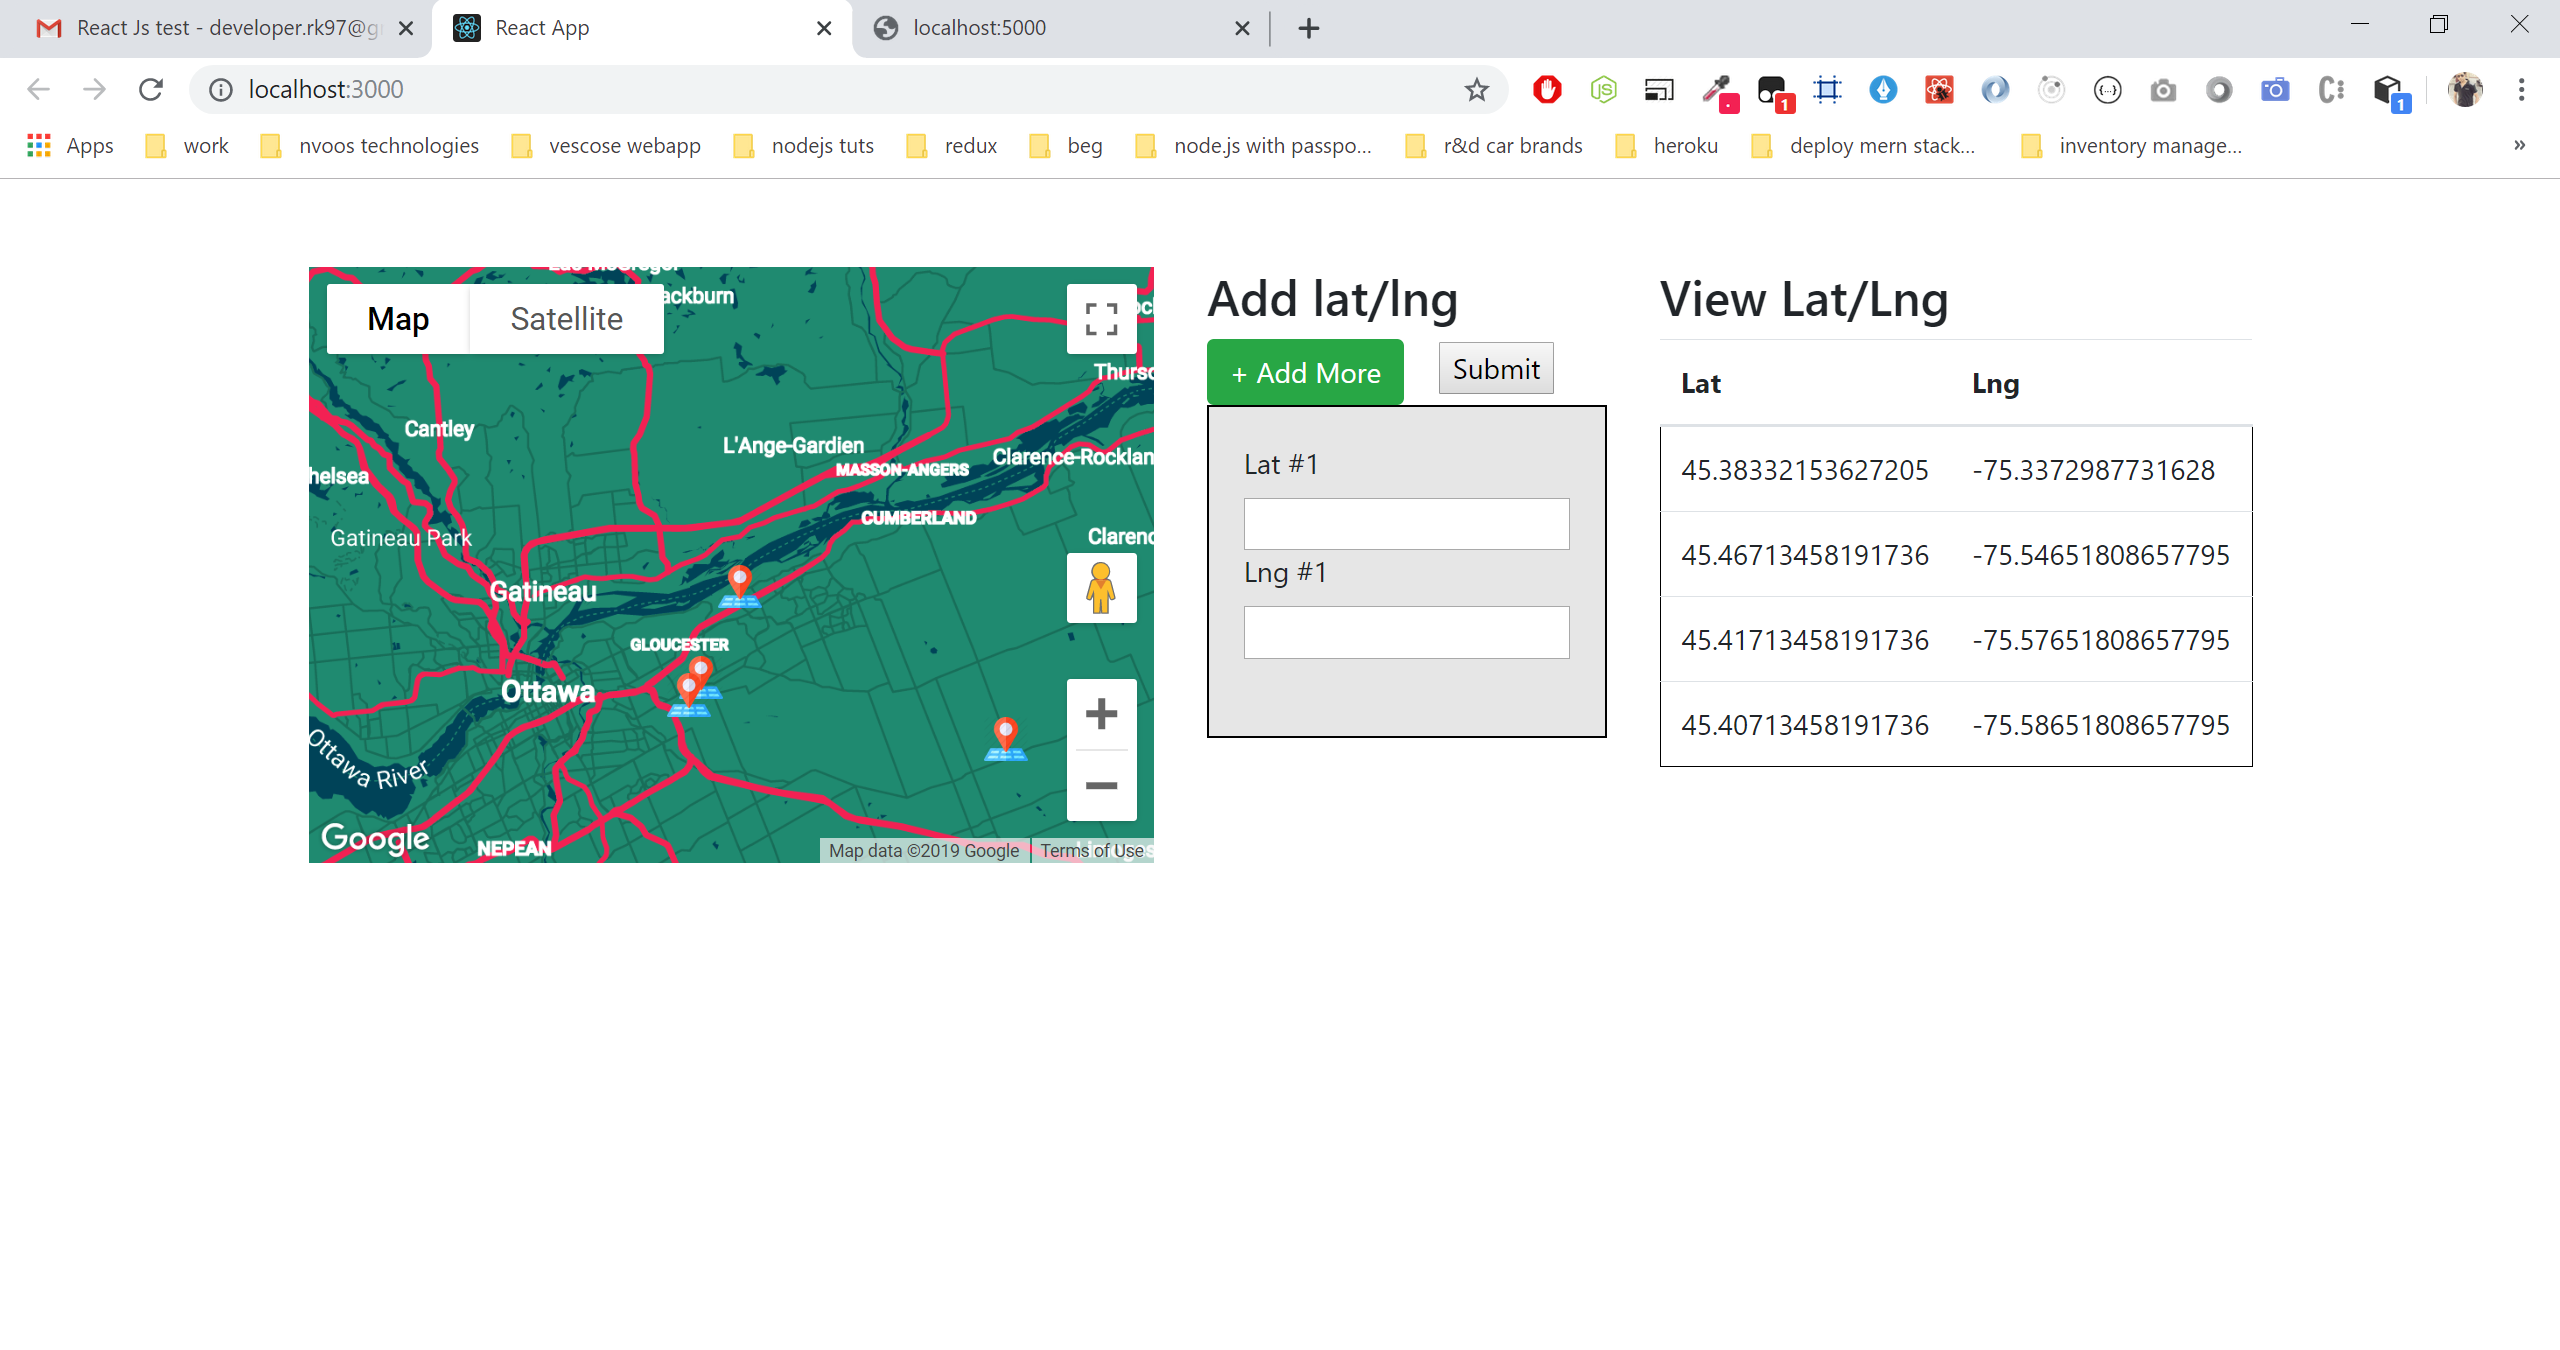 React Js test - developer.rk97@g
React App
localhost:5000
localhost:3000
1
1
Apps
work
nvoos technologies
vescose webapp
nodejs tuts
redux
beg
node.js with passpo...
r&d car brands
heroku
deploy mern stack...
inventory manage...
»
Map
Satellite
ackburn
Thursc
Cantley
L'Ange-Gardien
MASSON-ANGERS
Clarence-Rocklan
helsea
CUMBERLAND
Gatineau Park
Clarenc
Gatineau
GLOUCESTER
Ottawa
Ottawa River
Google
NEPEAN
Map data ©2019 Google
Terms of Use
Add lat/lng
+ Add More
Submit
Lat #1
Lng #1
View Lat/Lng
Lat Lng
45.38332153627205 -75.3372987731628
45.46713458191736 -75.54651808657795
45.41713458191736 -75.57651808657795
45.40713458191736 -75.58651808657795